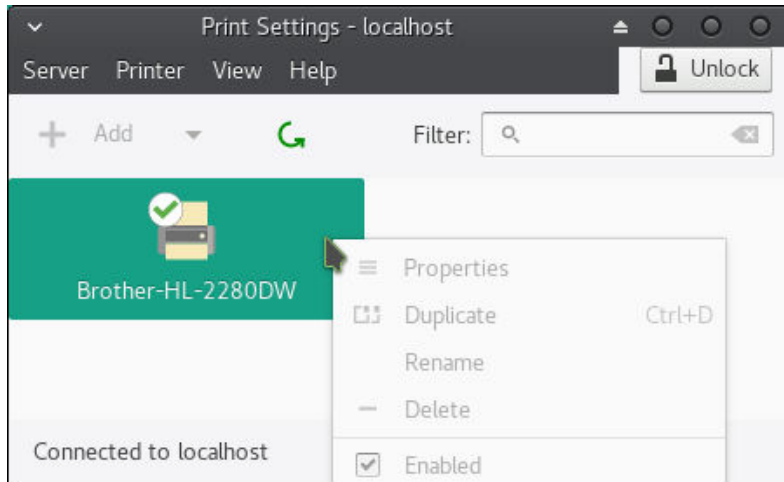 Print Settings - localhost
Server Printer View Help Unlock
Add Filter:
Brother-HL-2280DW
Properties
Duplicate Ctrl+D
Rename
Delete
Connected to localhost
Enabled